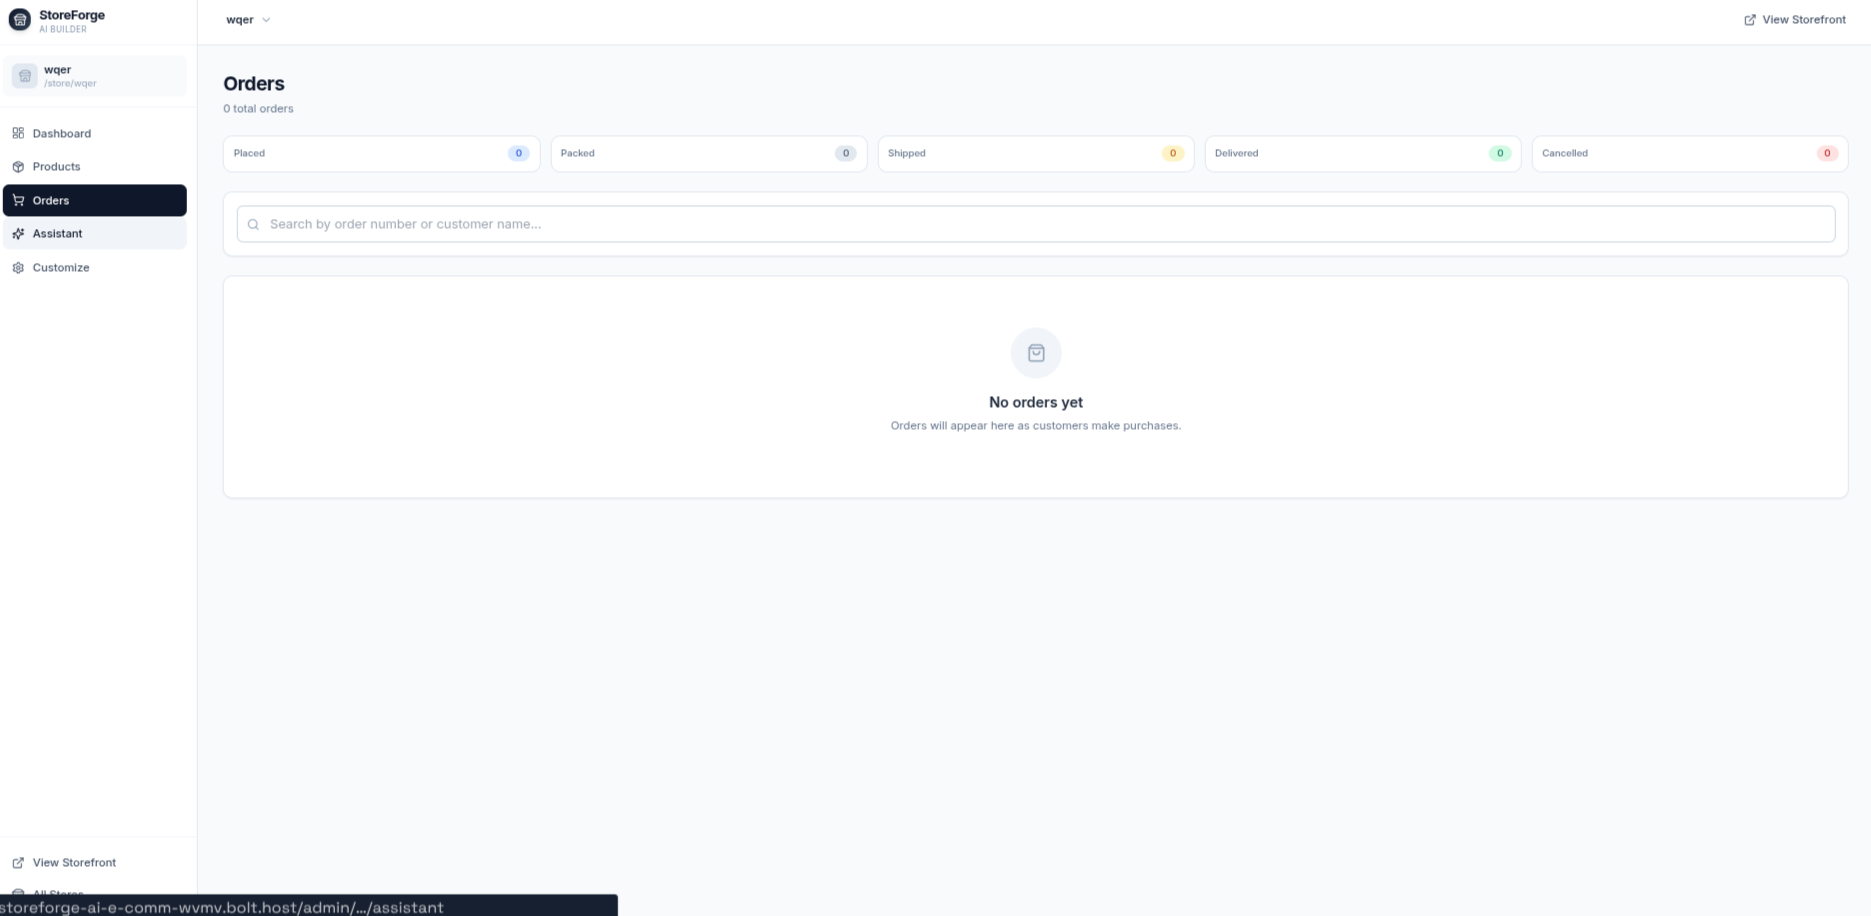 StoreForge
AI BUILDER
wqer
View Storefront
wqer
/store/wqer
Dashboard
Products
Orders
Assistant
Customize
Orders
0 total orders
Placed 0
Packed 0
Shipped 0
Delivered 0
Cancelled 0
Search by order number or customer name...
No orders yet
Orders will appear here as customers make purchases.
View Storefront
All Stores
storeforge-ai-e-comm-wvmv.bolt.host/admin/.../assistant